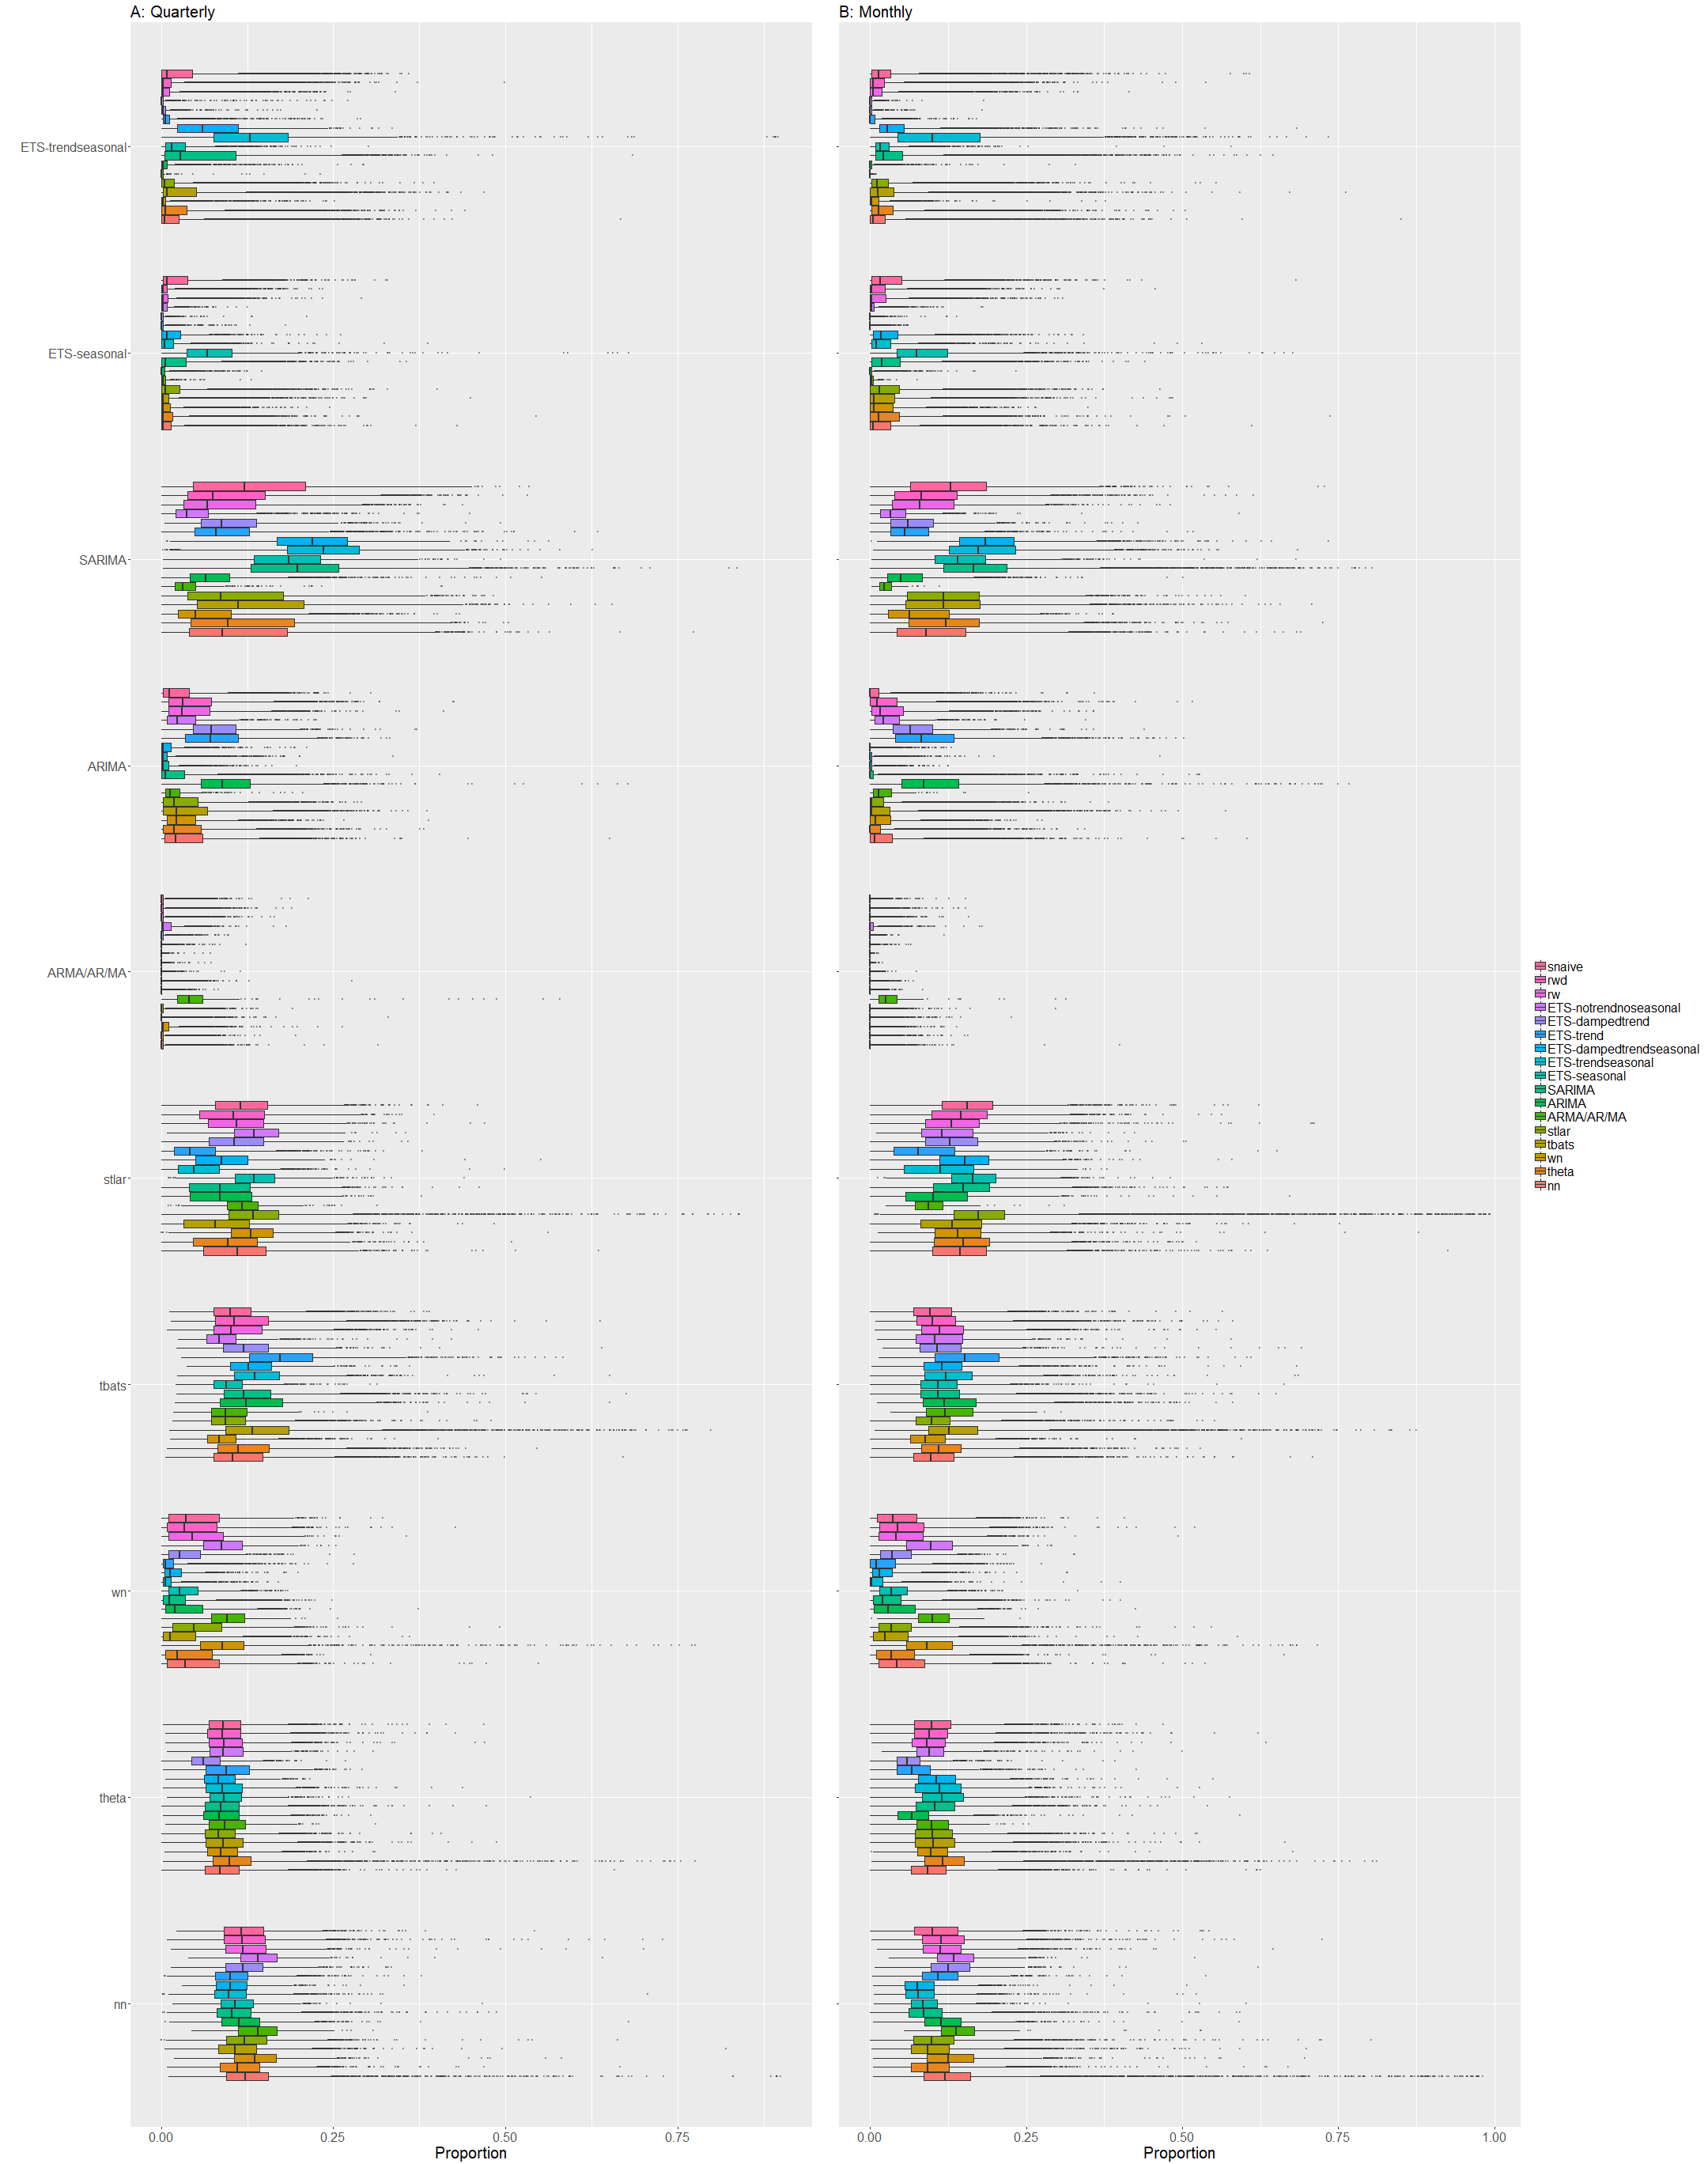 A: Quarterly
B: Monthly
ETS-trendseasonal
ETS-seasonal
SARIMA
ARIMA
ARMA/AR/MA
stlar
tbats
wn
theta
nn
0.00 0.25 0.50 0.75
Proportion
0.00 0.25 0.50 0.75 1.00
Proportion
snaive
rwd
rw
ETS-notrendnoseasonal
ETS-dampedtrend
ETS-trend
ETS-dampedtrendseasonal
ETS-trendseasonal
ETS-seasonal
SARIMA
ARIMA
ARMA/AR/MA
stlar
tbats
wn
theta
nn